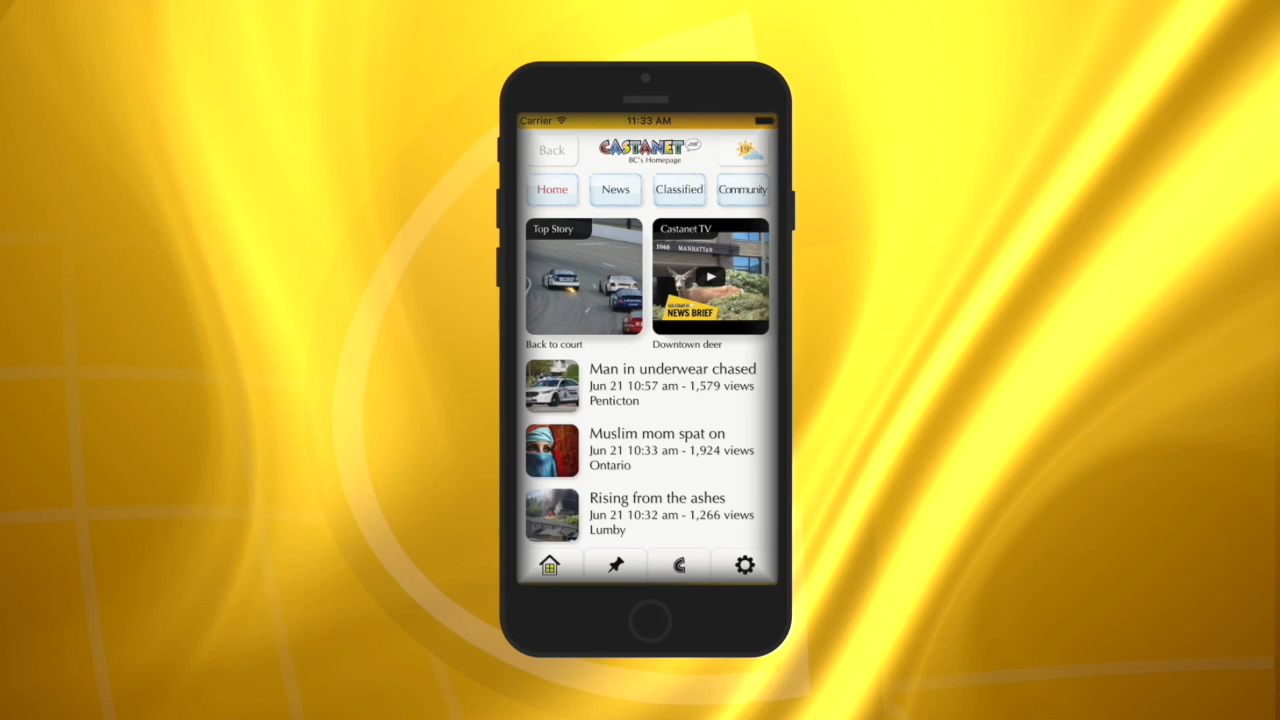 Carrier 11:33 AM
Back
CASTANET
BC's Homepage
19°
Home News Classified Community
Top Story
Castanet TV
1060 MANHATTAN
NEWS BRIEF
Back to court
Downtown deer
Man in underwear chased
Jun 21 10:57 am - 1,579 views
Penticton
Muslim mom spat on
Jun 21 10:33 am - 1,924 views
Ontario
Rising from the ashes
Jun 21 10:32 am - 1,266 views
Lumby